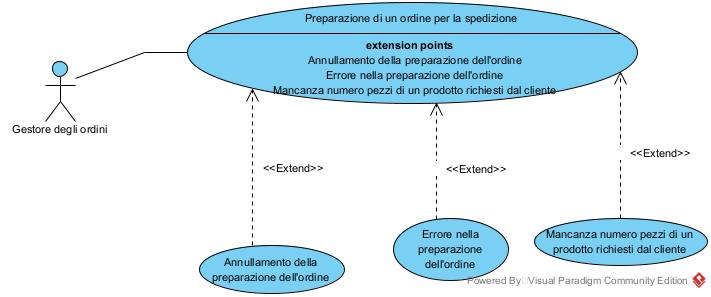 Preparazione di un ordine per la spedizione
extension points
Annullamento della preparazione dell'ordine
Errore nella preparazione dell'ordine
Mancanza numero pezzi di un prodotto richiesti dal cliente
Gestore degli ordini
<<Extend>>
<<Extend>>
<<Extend>>
Annullamento della
preparazione dell'ordine
Errore nella
preparazione
dell'ordine
Mancanza numero pezzi di un
prodotto richiesti dal cliente
Powered By Visual Paradigm Community Edition